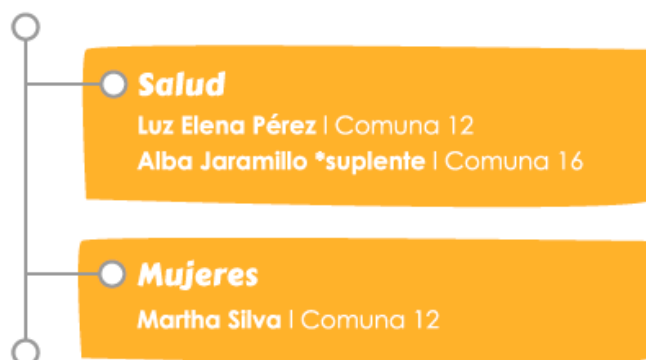 Salud
Luz Elena Pérez | Comuna 12
Alba Jaramillo *suplente | Comuna 16
Mujeres
Martha Silva | Comuna 12